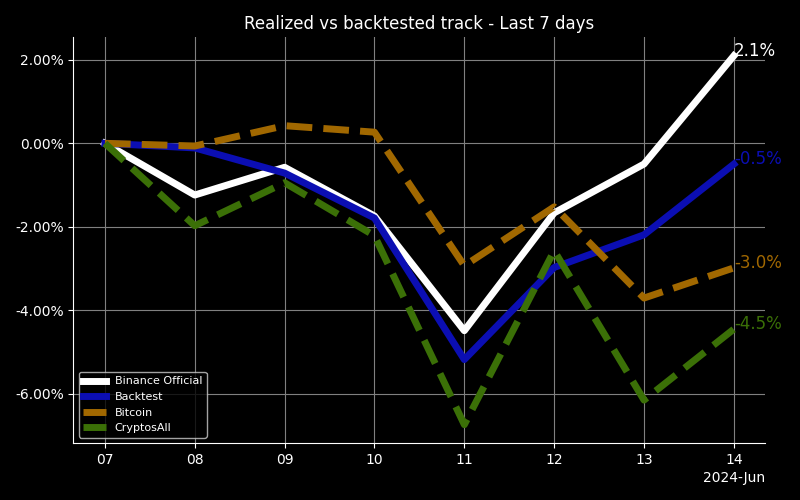 Realized vs backtested track - Last 7 days
2.00%
0.00%
-2.00%
-4.00%
-6.00%
2.1%
-0.5%
-3.0%
-4.5%
Binance Official
Backtest
Bitcoin
CryptosAll
07 08 09 10 11 12 13 14
2024-Jun